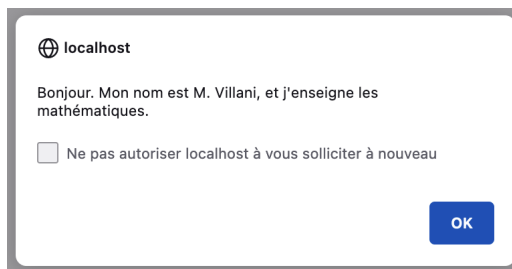 localhost
Bonjour. Mon nom est M. Villani, et j'enseigne les
mathématiques.
Ne pas autoriser localhost à vous solliciter à nouveau
OK